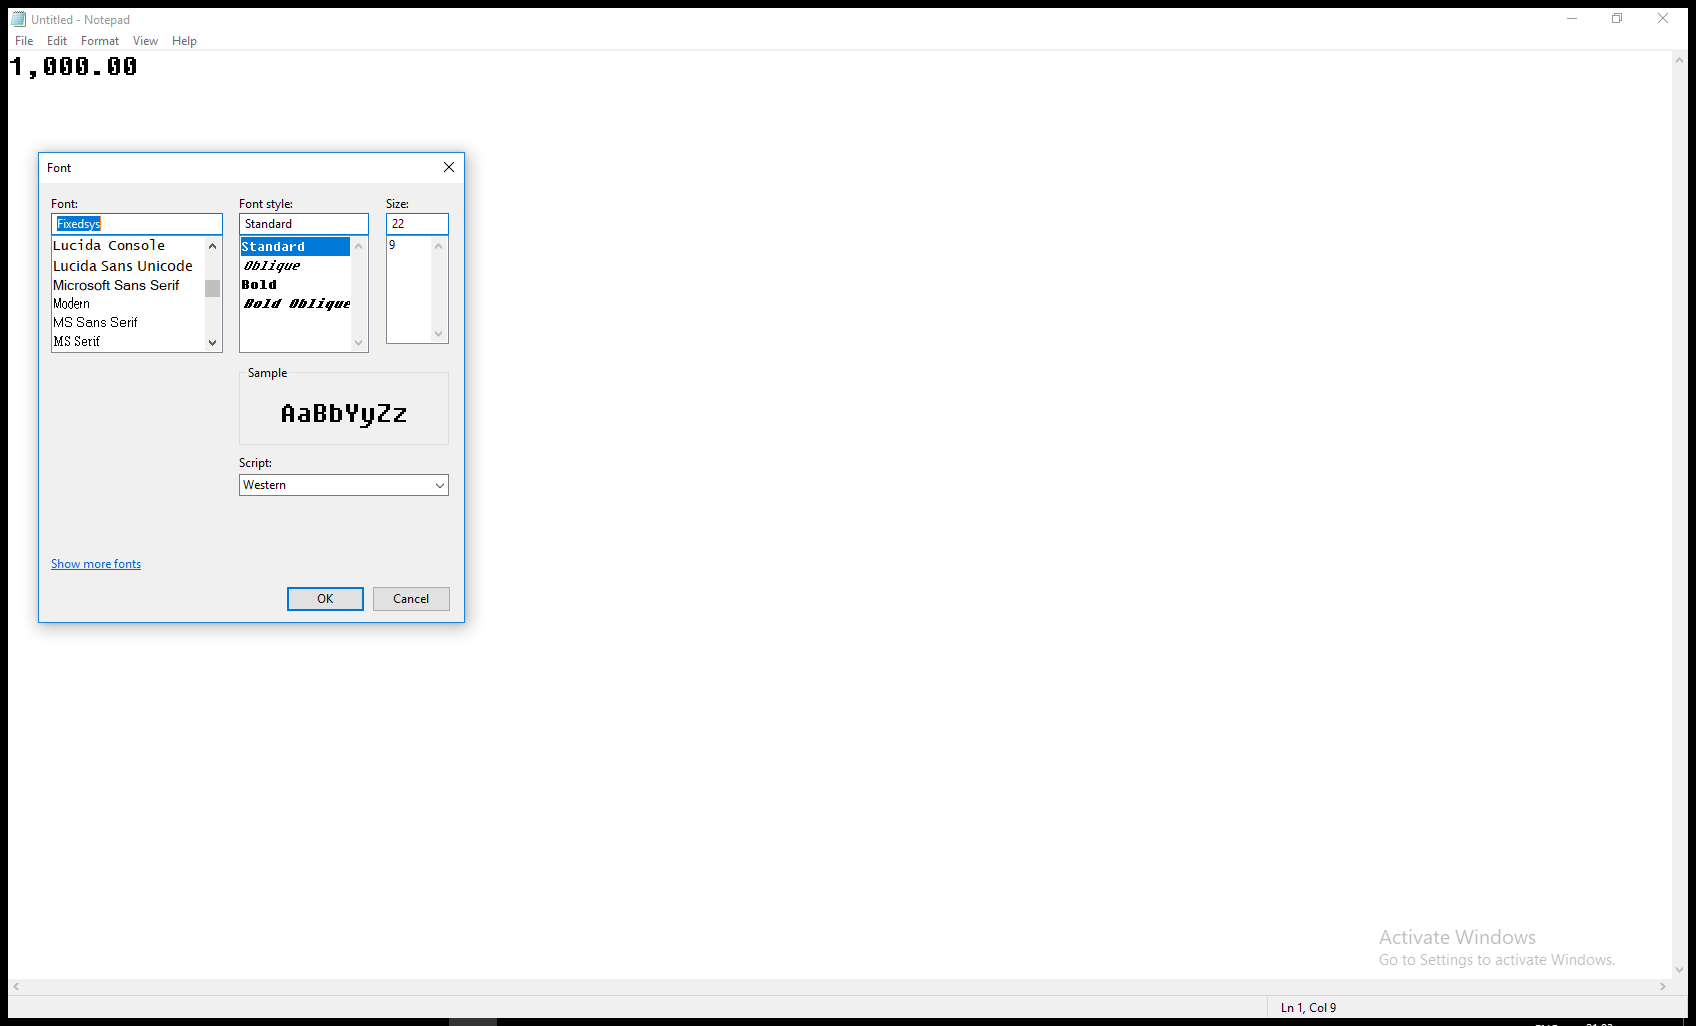 Untitled - Notepad
File Edit Format View Help
1,000.00
Font
Font: Font style: Size:
Fixedsys Standard 22
Lucida Console
Lucida Sans Unicode
Microsoft Sans Serif
Modern
MS Sans Serif
MS Serif
Standard
Oblique
Bold
Bold Oblique
9
Sample
AaBbYyZz
Script:
Western
Show more fonts
OK Cancel
Activate Windows
Go to Settings to activate Windows.
Ln 1, Col 9